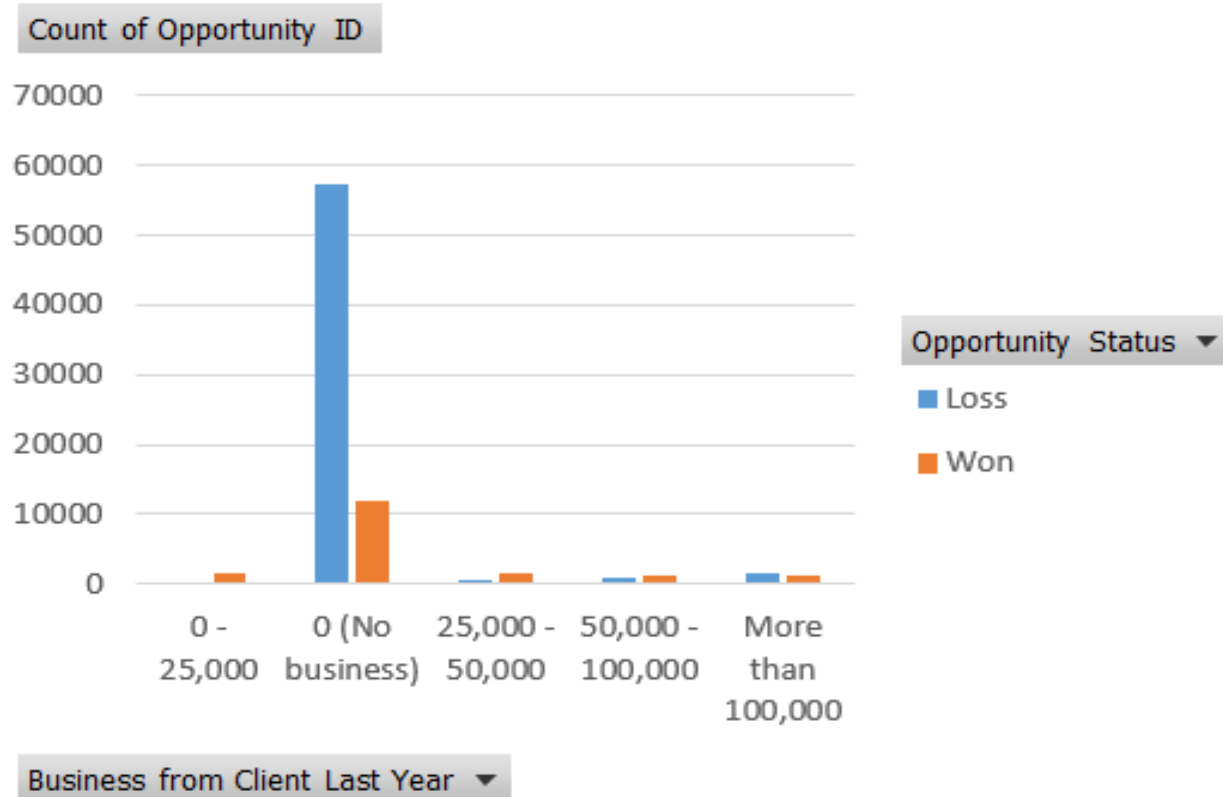 Count of Opportunity ID
70000
60000
50000
40000
30000
20000
10000
0
0 -
25,000
0 (No
business)
25,000 -
50,000
50,000 -
100,000
More
than
100,000
Opportunity Status
Loss
Won
Business from Client Last Year